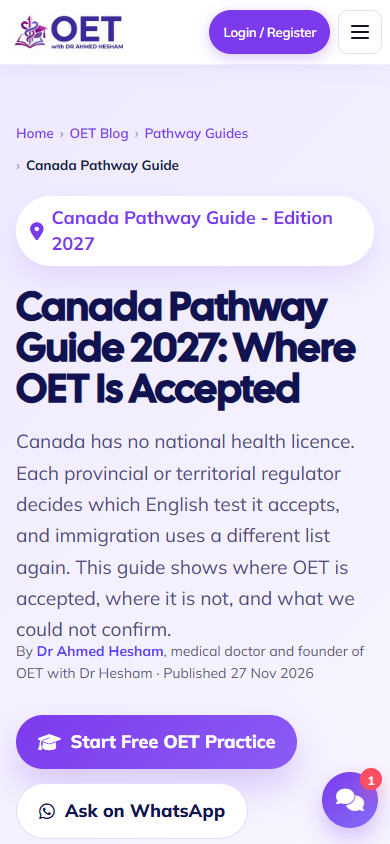 OET
with DR AHMED HESHAM
Login / Register
Home › OET Blog › Pathway Guides
› Canada Pathway Guide
Canada Pathway Guide - Edition
2027
Canada Pathway
Guide 2027: Where
OET Is Accepted
Canada has no national health licence.
Each provincial or territorial regulator
decides which English test it accepts,
and immigration uses a different list
again. This guide shows where OET is
accepted, where it is not, and what we
could not confirm.
By Dr Ahmed Hesham, medical doctor and founder of
OET with Dr Hesham · Published 27 Nov 2026
Start Free OET Practice
1
Ask on WhatsApp